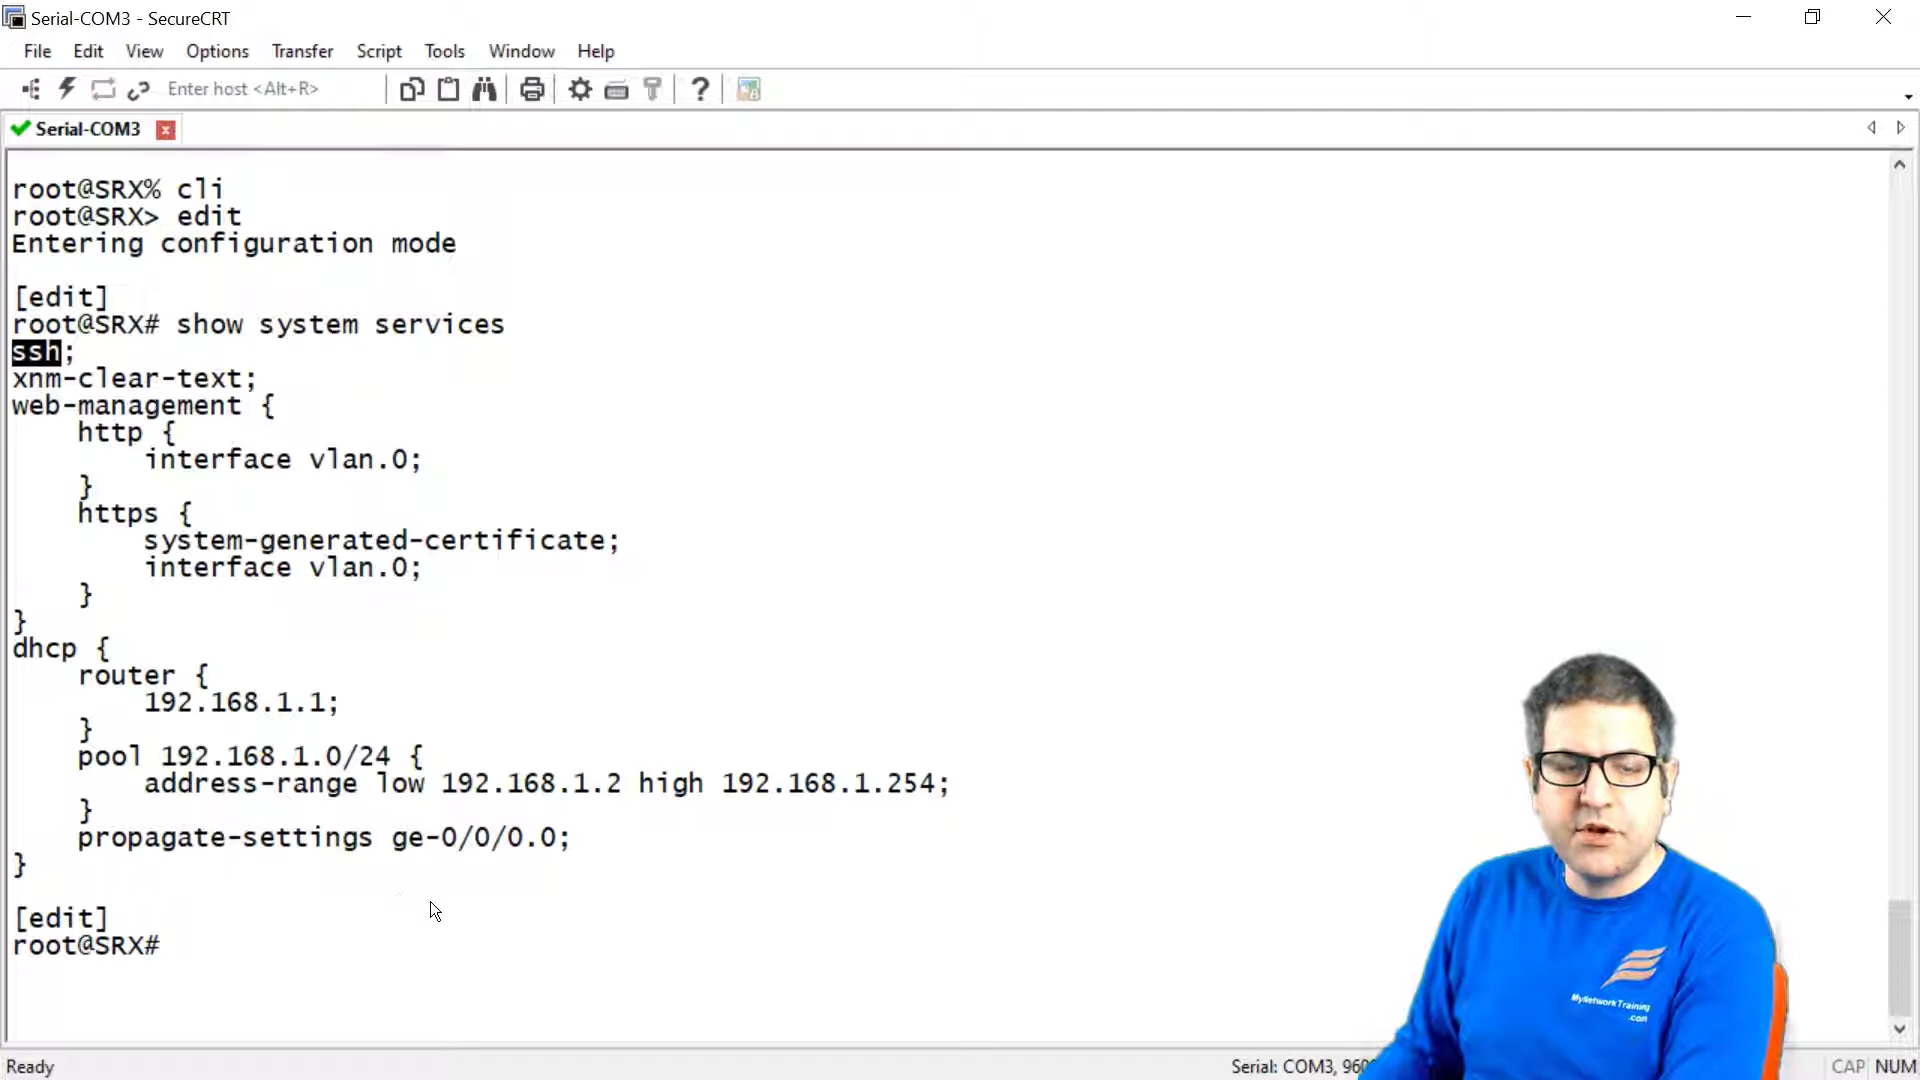 Serial-COM3 - SecureCRT
File Edit View Options Transfer Script Tools Window Help
Enter host <Alt+R>
Serial-COM3
root@SRX% cli
root@SRX> edit
Entering configuration mode
[edit]
root@SRX# show system services
ssh;
xnm-clear-text;
web-management {
http {
interface vlan.0;
}
https {
system-generated-certificate;
interface vlan.0;
}
}
dhcp {
router {
192.168.1.1;
}
pool 192.168.1.0/24 {
address-range low 192.168.1.2 high 192.168.1.254;
}
propagate-settings ge-0/0/0.0;
}
[edit]
root@SRX#
MyNetworkTraining
.com
Ready Serial: COM3, CAP NUM